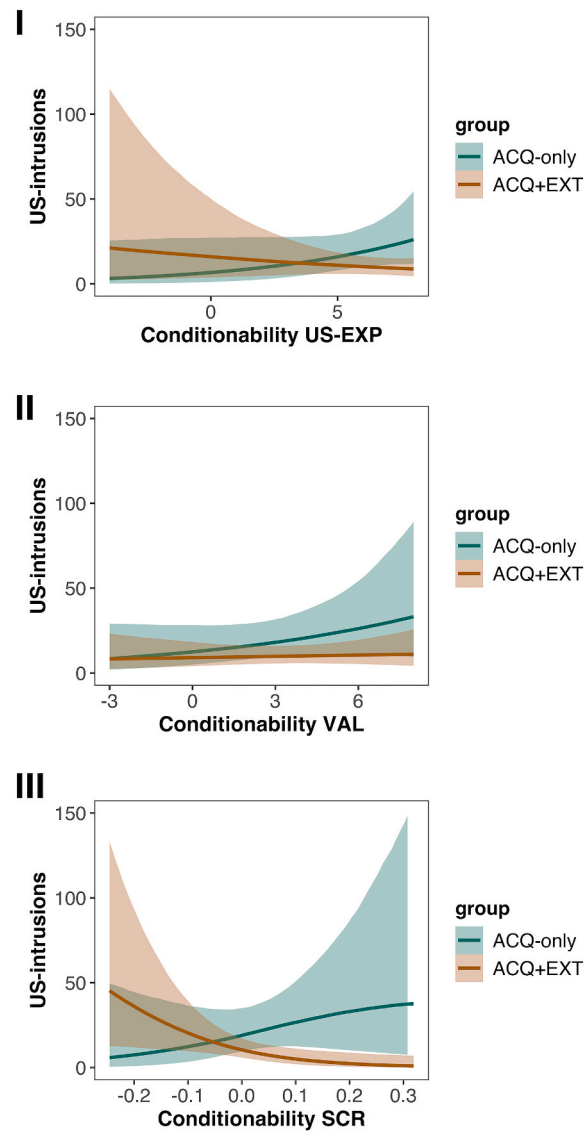 I
150
100
50
0
US-intrusions
0 5
Conditionability US-EXP
group
ACQ-only
ACQ+EXT
II
150
100
50
0
US-intrusions
-3 0 3 6
Conditionability VAL
group
ACQ-only
ACQ+EXT
III
150
100
50
0
US-intrusions
-0.2 -0.1 0.0 0.1 0.2 0.3
Conditionability SCR
group
ACQ-only
ACQ+EXT